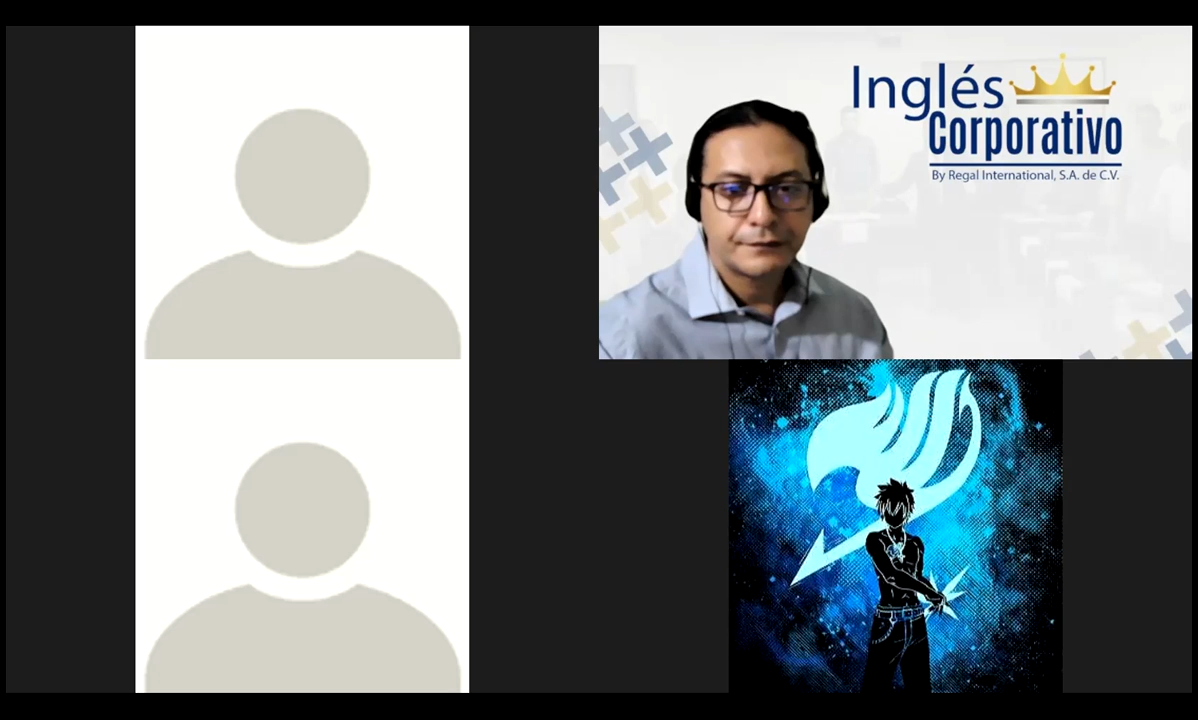 Inglés
Corporativo
By Regal International, S.A. de C.V.